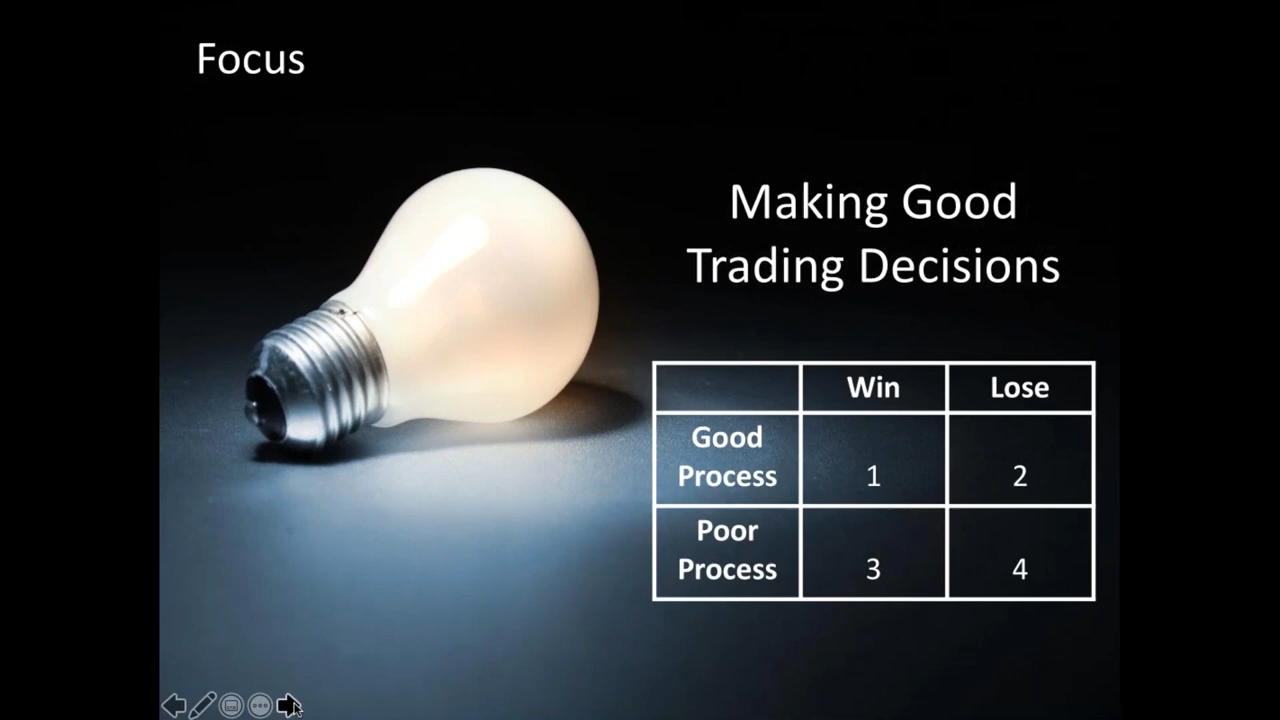 Focus
Making Good
Trading Decisions
Win Lose
Good
Process 1 2
Poor
Process 3 4